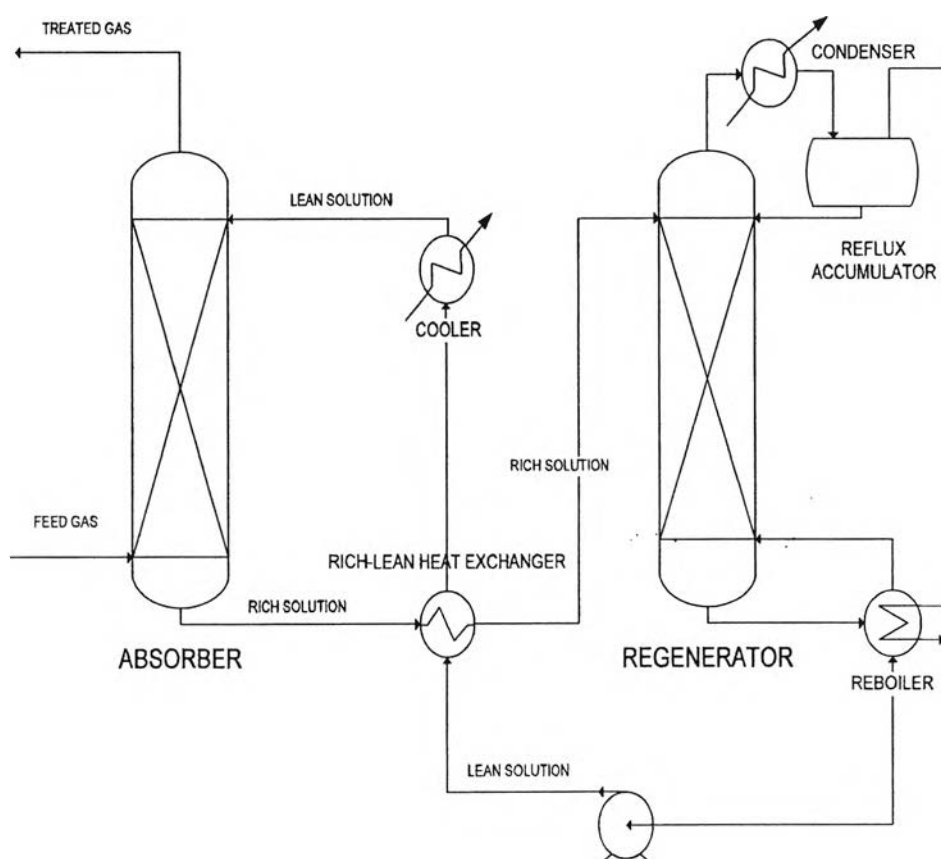 TREATED GAS
CONDENSER
LEAN SOLUTION
REFLUX
ACCUMULATOR
COOLER
RICH SOLUTION
FEED GAS
RICH-LEAN HEAT EXCHANGER
RICH SOLUTION
ABSORBER
REGENERATOR
REBOILER
LEAN SOLUTION